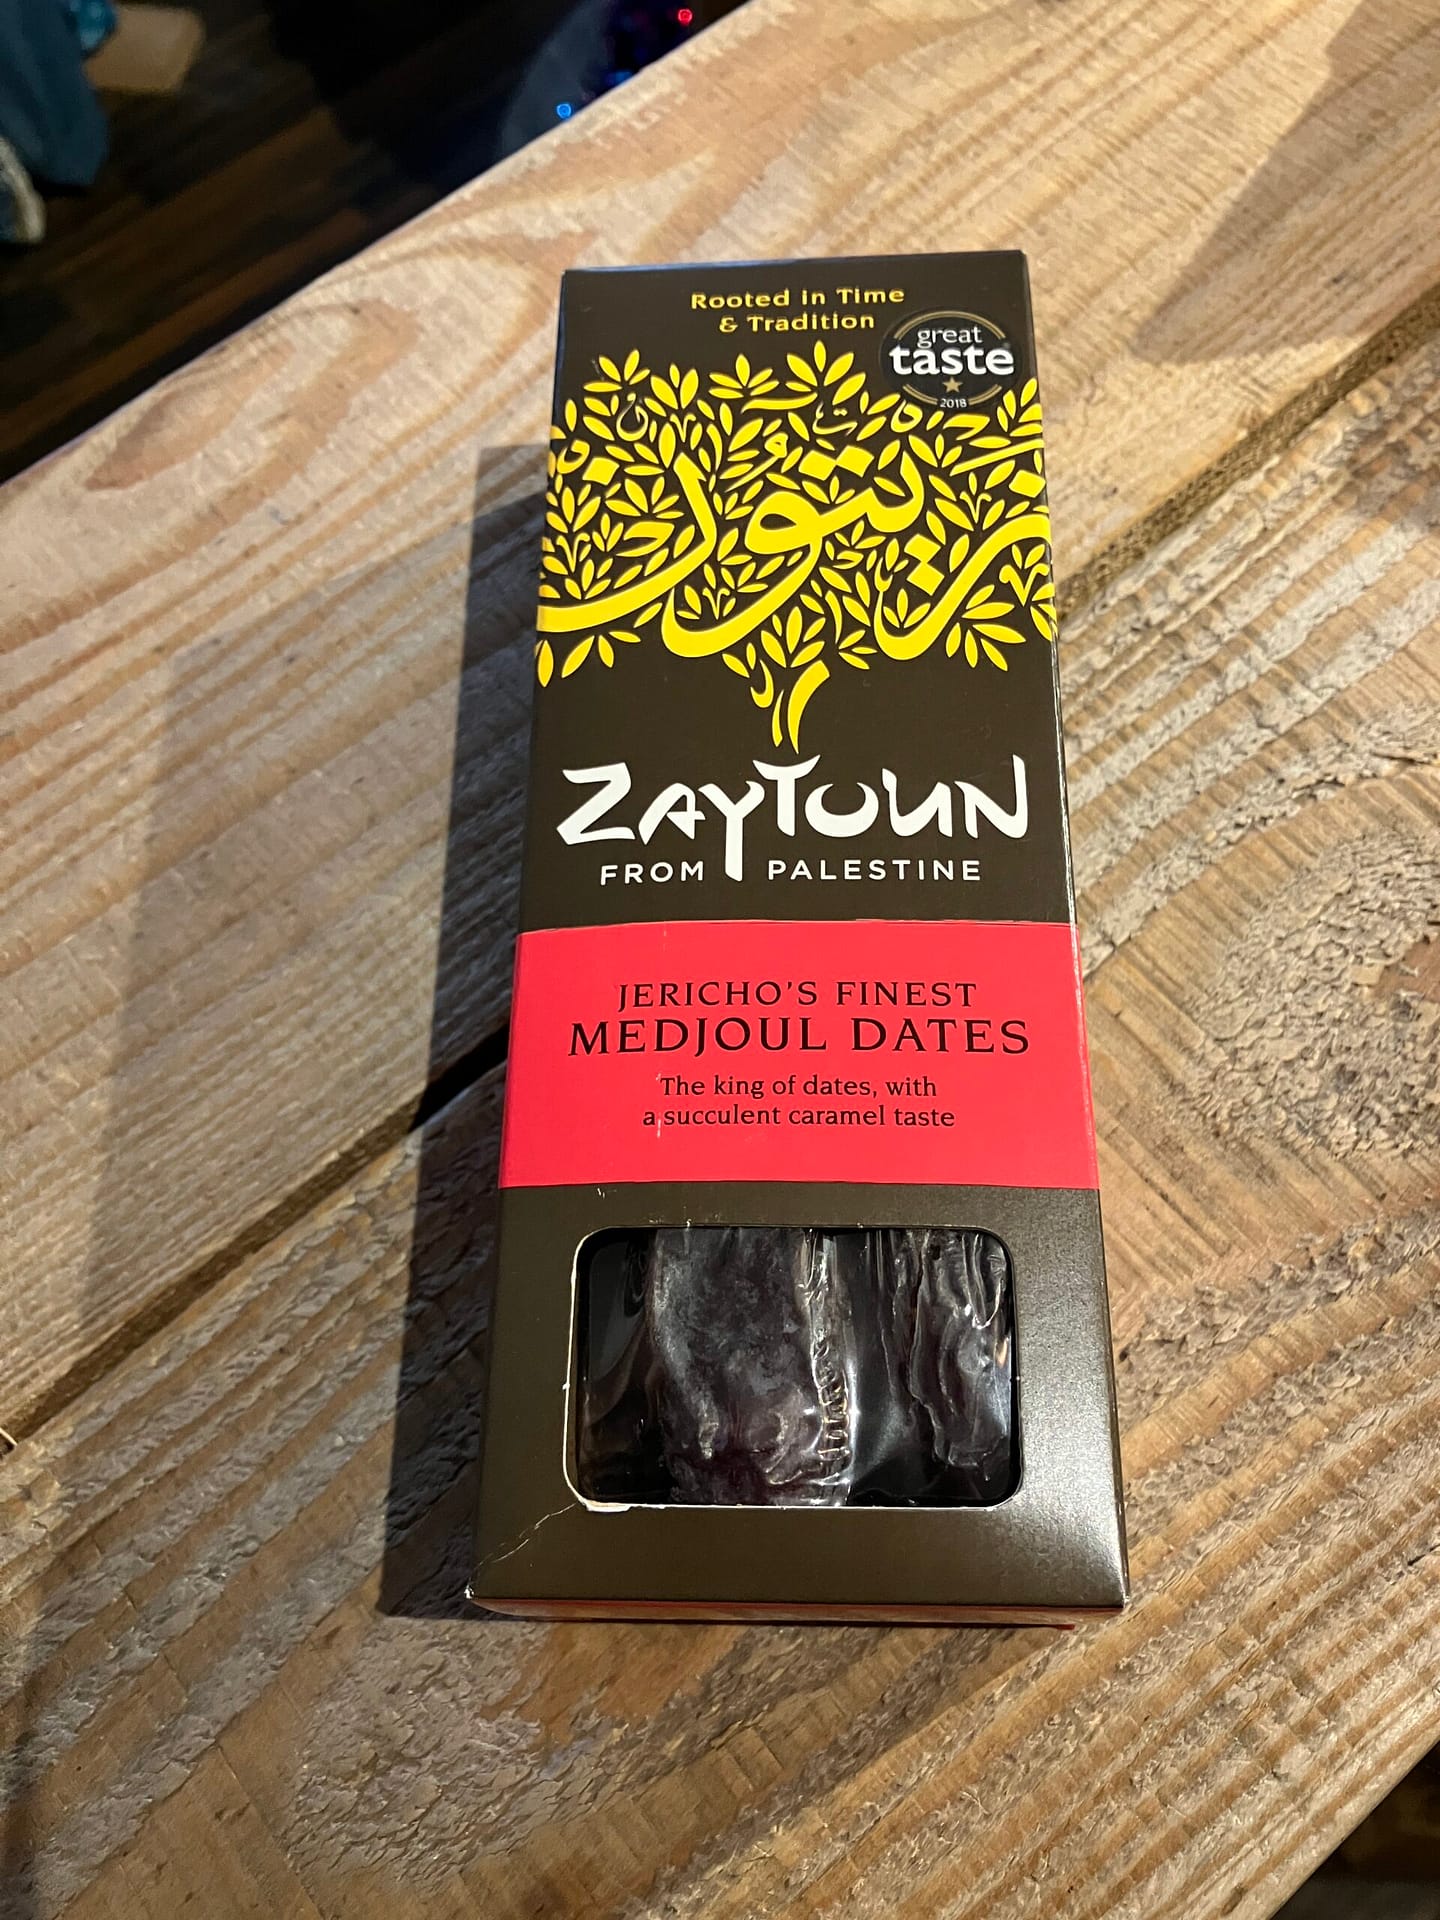 Rooted in Time
& Tradition
great
taste
2018
زيتون
ZAYTOUN
FROM PALESTINE
JERICHO'S FINEST
MEDJOUL DATES
The king of dates, with
a succulent caramel taste